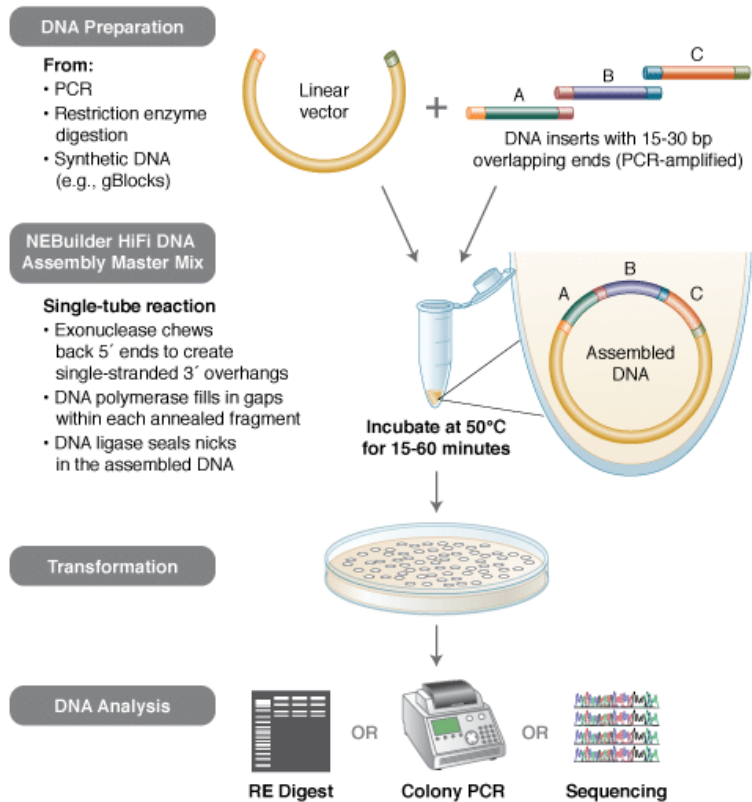 DNA Preparation
From:
• PCR
• Restriction enzyme
digestion
• Synthetic DNA
(e.g., gBlocks)
Linear
vector
+
A
B
C
DNA inserts with 15-30 bp
overlapping ends (PCR-amplified)
NEBuilder HiFi DNA
Assembly Master Mix
Single-tube reaction
• Exonuclease chews
back 5´ ends to create
single-stranded 3´ overhangs
• DNA polymerase fills in gaps
within each annealed fragment
• DNA ligase seals nicks
in the assembled DNA
Incubate at 50°C
for 15-60 minutes
A
B
C
Assembled
DNA
Transformation
DNA Analysis
RE Digest
OR
Colony PCR
OR
Sequencing